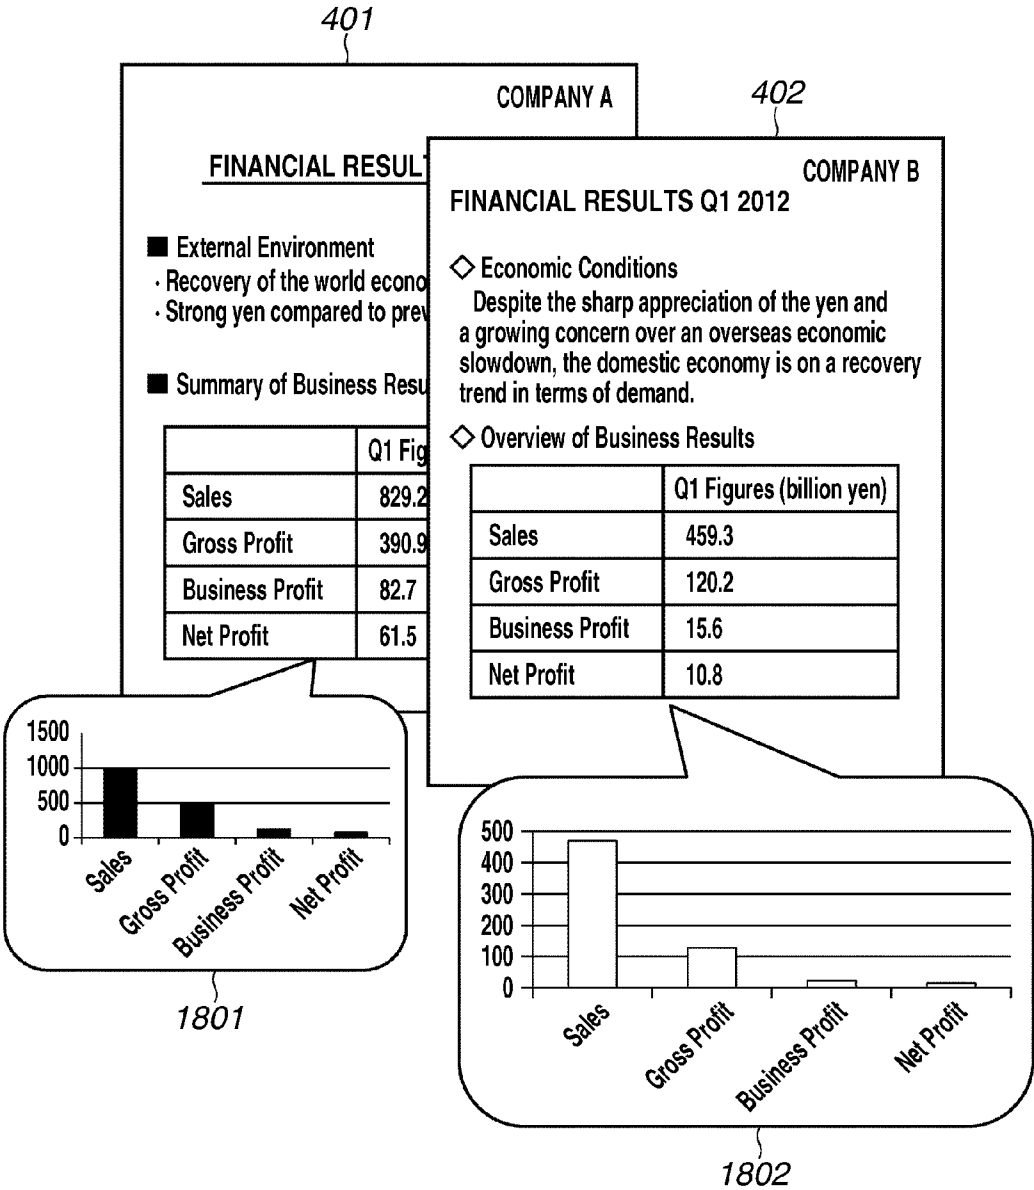 401
COMPANY A
FINANCIAL RESULT
■ External Environment
· Recovery of the world econo
· Strong yen compared to prev
■ Summary of Business Resu
Q1 Fig
Sales 829.2
Gross Profit 390.9
Business Profit 82.7
Net Profit 61.5
402
COMPANY B
FINANCIAL RESULTS Q1 2012
◇ Economic Conditions
Despite the sharp appreciation of the yen and
a growing concern over an overseas economic
slowdown, the domestic economy is on a recovery
trend in terms of demand.
◇ Overview of Business Results
Q1 Figures (billion yen)
Sales 459.3
Gross Profit 120.2
Business Profit 15.6
Net Profit 10.8
1500
1000
500
0
Sales
Gross Profit
Business Profit
Net Profit
1801
500
400
300
200
100
0
Sales
Gross Profit
Business Profit
Net Profit
1802